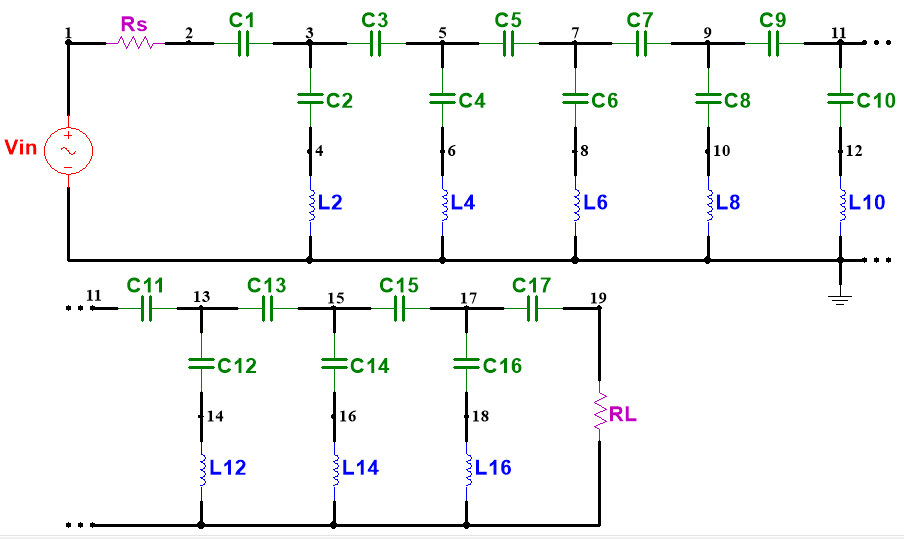 Rs C1 C3 C5 C7 C9
1 2 3 5 7 9 11
C2 C4 C6 C8 C10
Vin 4 6 8 10 12
L2 L4 L6 L8 L10
11 C11 13 C13 15 C15 17 C17 19
C12 C14 C16
14 16 18 RL
L12 L14 L16